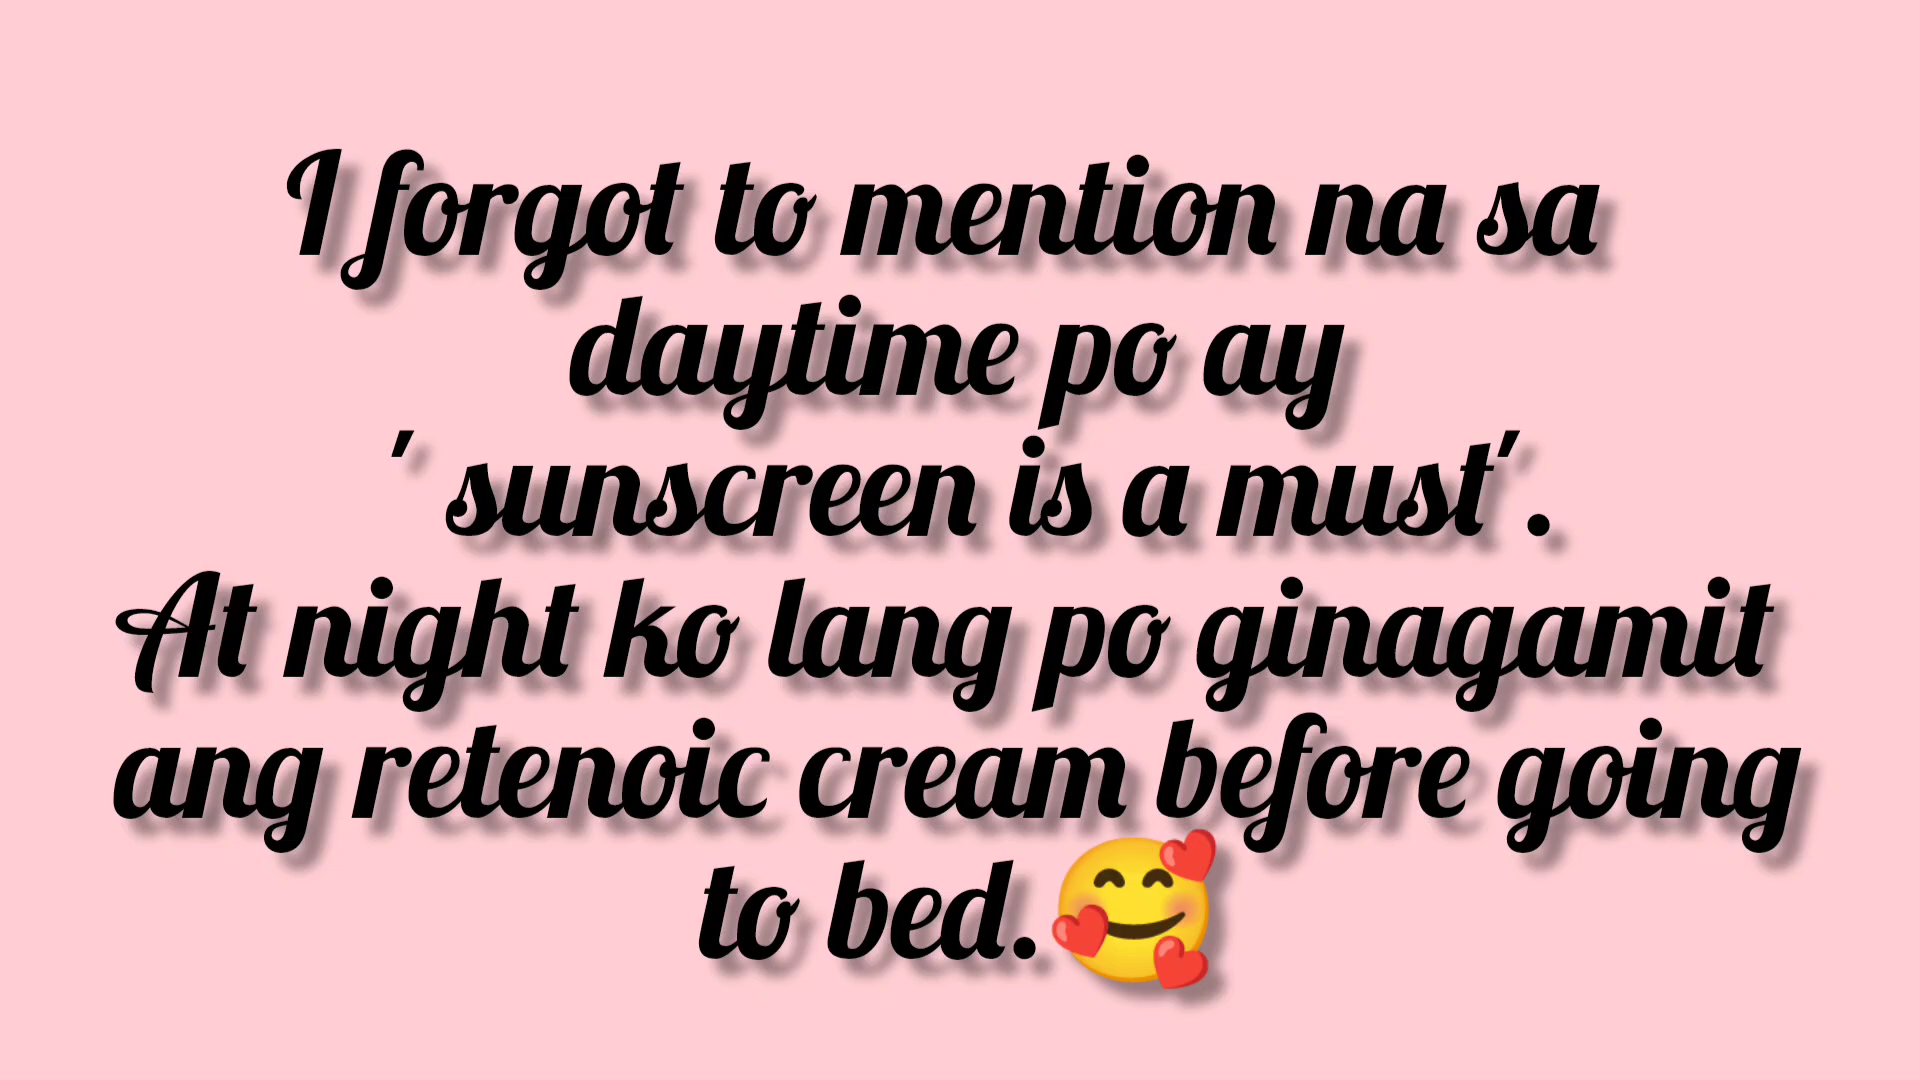 I forgot to mention na sa
daytime po ay
' sunscreen is a must'.
At night ko lang po ginagamit
ang retenoic cream before going
to bed.🥰